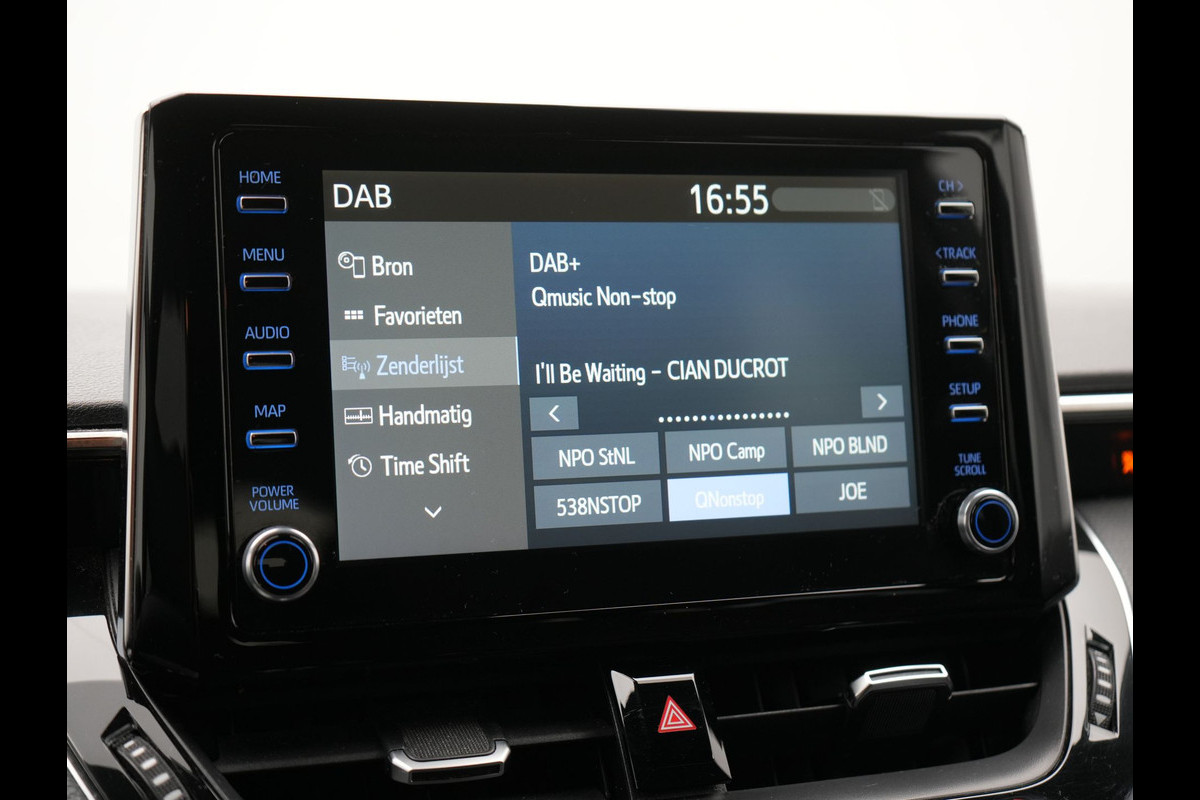 HOME
MENU
AUDIO
MAP
POWER
VOLUME
DAB
16:55
Bron
Favorieten
Zenderlijst
Handmatig
Time Shift
DAB+
Qmusic Non-stop
I'll Be Waiting - CIAN DUCROT
< >
NPO StNL NPO Camp NPO BLND
538NSTOP QNonstop JOE
CH >
< TRACK
PHONE
SETUP
TUNE
SCROLL